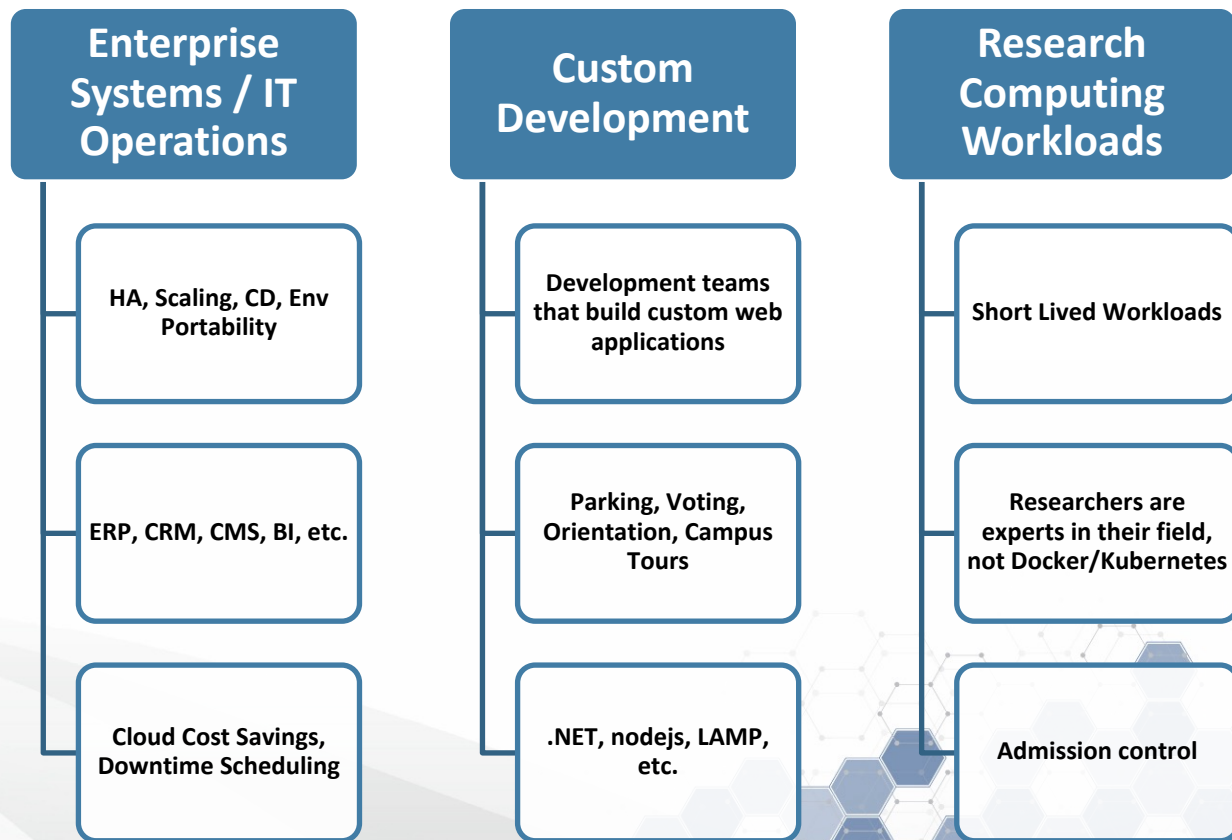 Enterprise
Systems / IT
Operations
HA, Scaling, CD, Env
Portability
ERP, CRM, CMS, BI, etc.
Cloud Cost Savings,
Downtime Scheduling
Custom
Development
Development teams
that build custom web
applications
Parking, Voting,
Orientation, Campus
Tours
.NET, nodejs, LAMP,
etc.
Research
Computing
Workloads
Short Lived Workloads
Researchers are
experts in their field,
not Docker/Kubernetes
Admission control